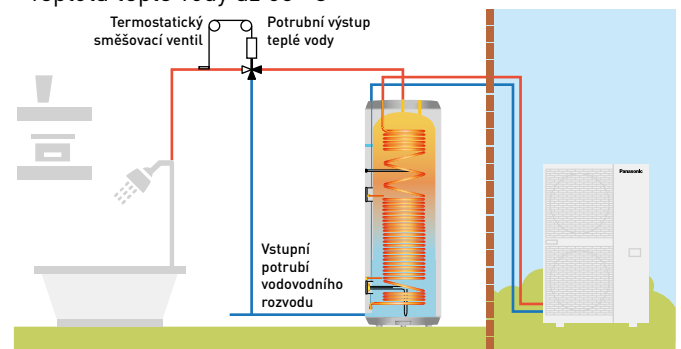 Termostatický
směšovací ventil
Potrubní výstup
teplé vody
Vstupní
potrubí
vodovodního
rozvodu
Panasonic